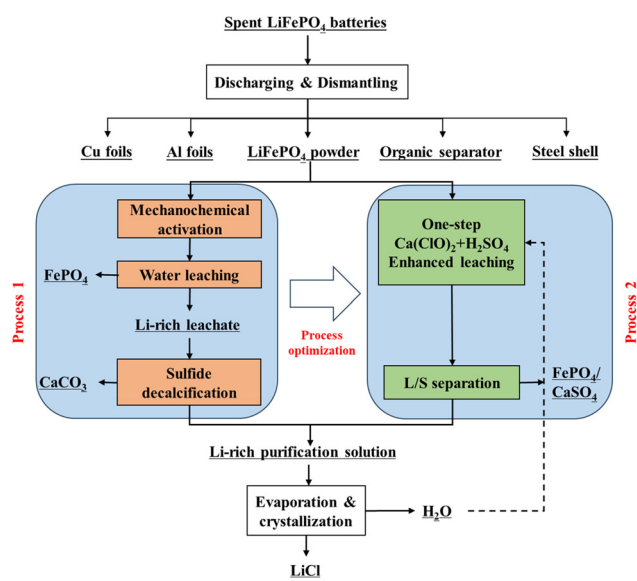 Spent LiFePO₄ batteries
Discharging & Dismantling
Cu foils
Al foils
LiFePO₄ powder
Organic separator
Steel shell
Process 1
Mechanochemical
activation
FePO₄
Water leaching
Li-rich leachate
CaCO₃
Sulfide
decalcification
Process
optimization
One-step
Ca(ClO)₂+H₂SO₄
Enhanced leaching
L/S separation
FePO₄/
CaSO₄
Process 2
Li-rich purification solution
Evaporation &
crystallization
H₂O
LiCl